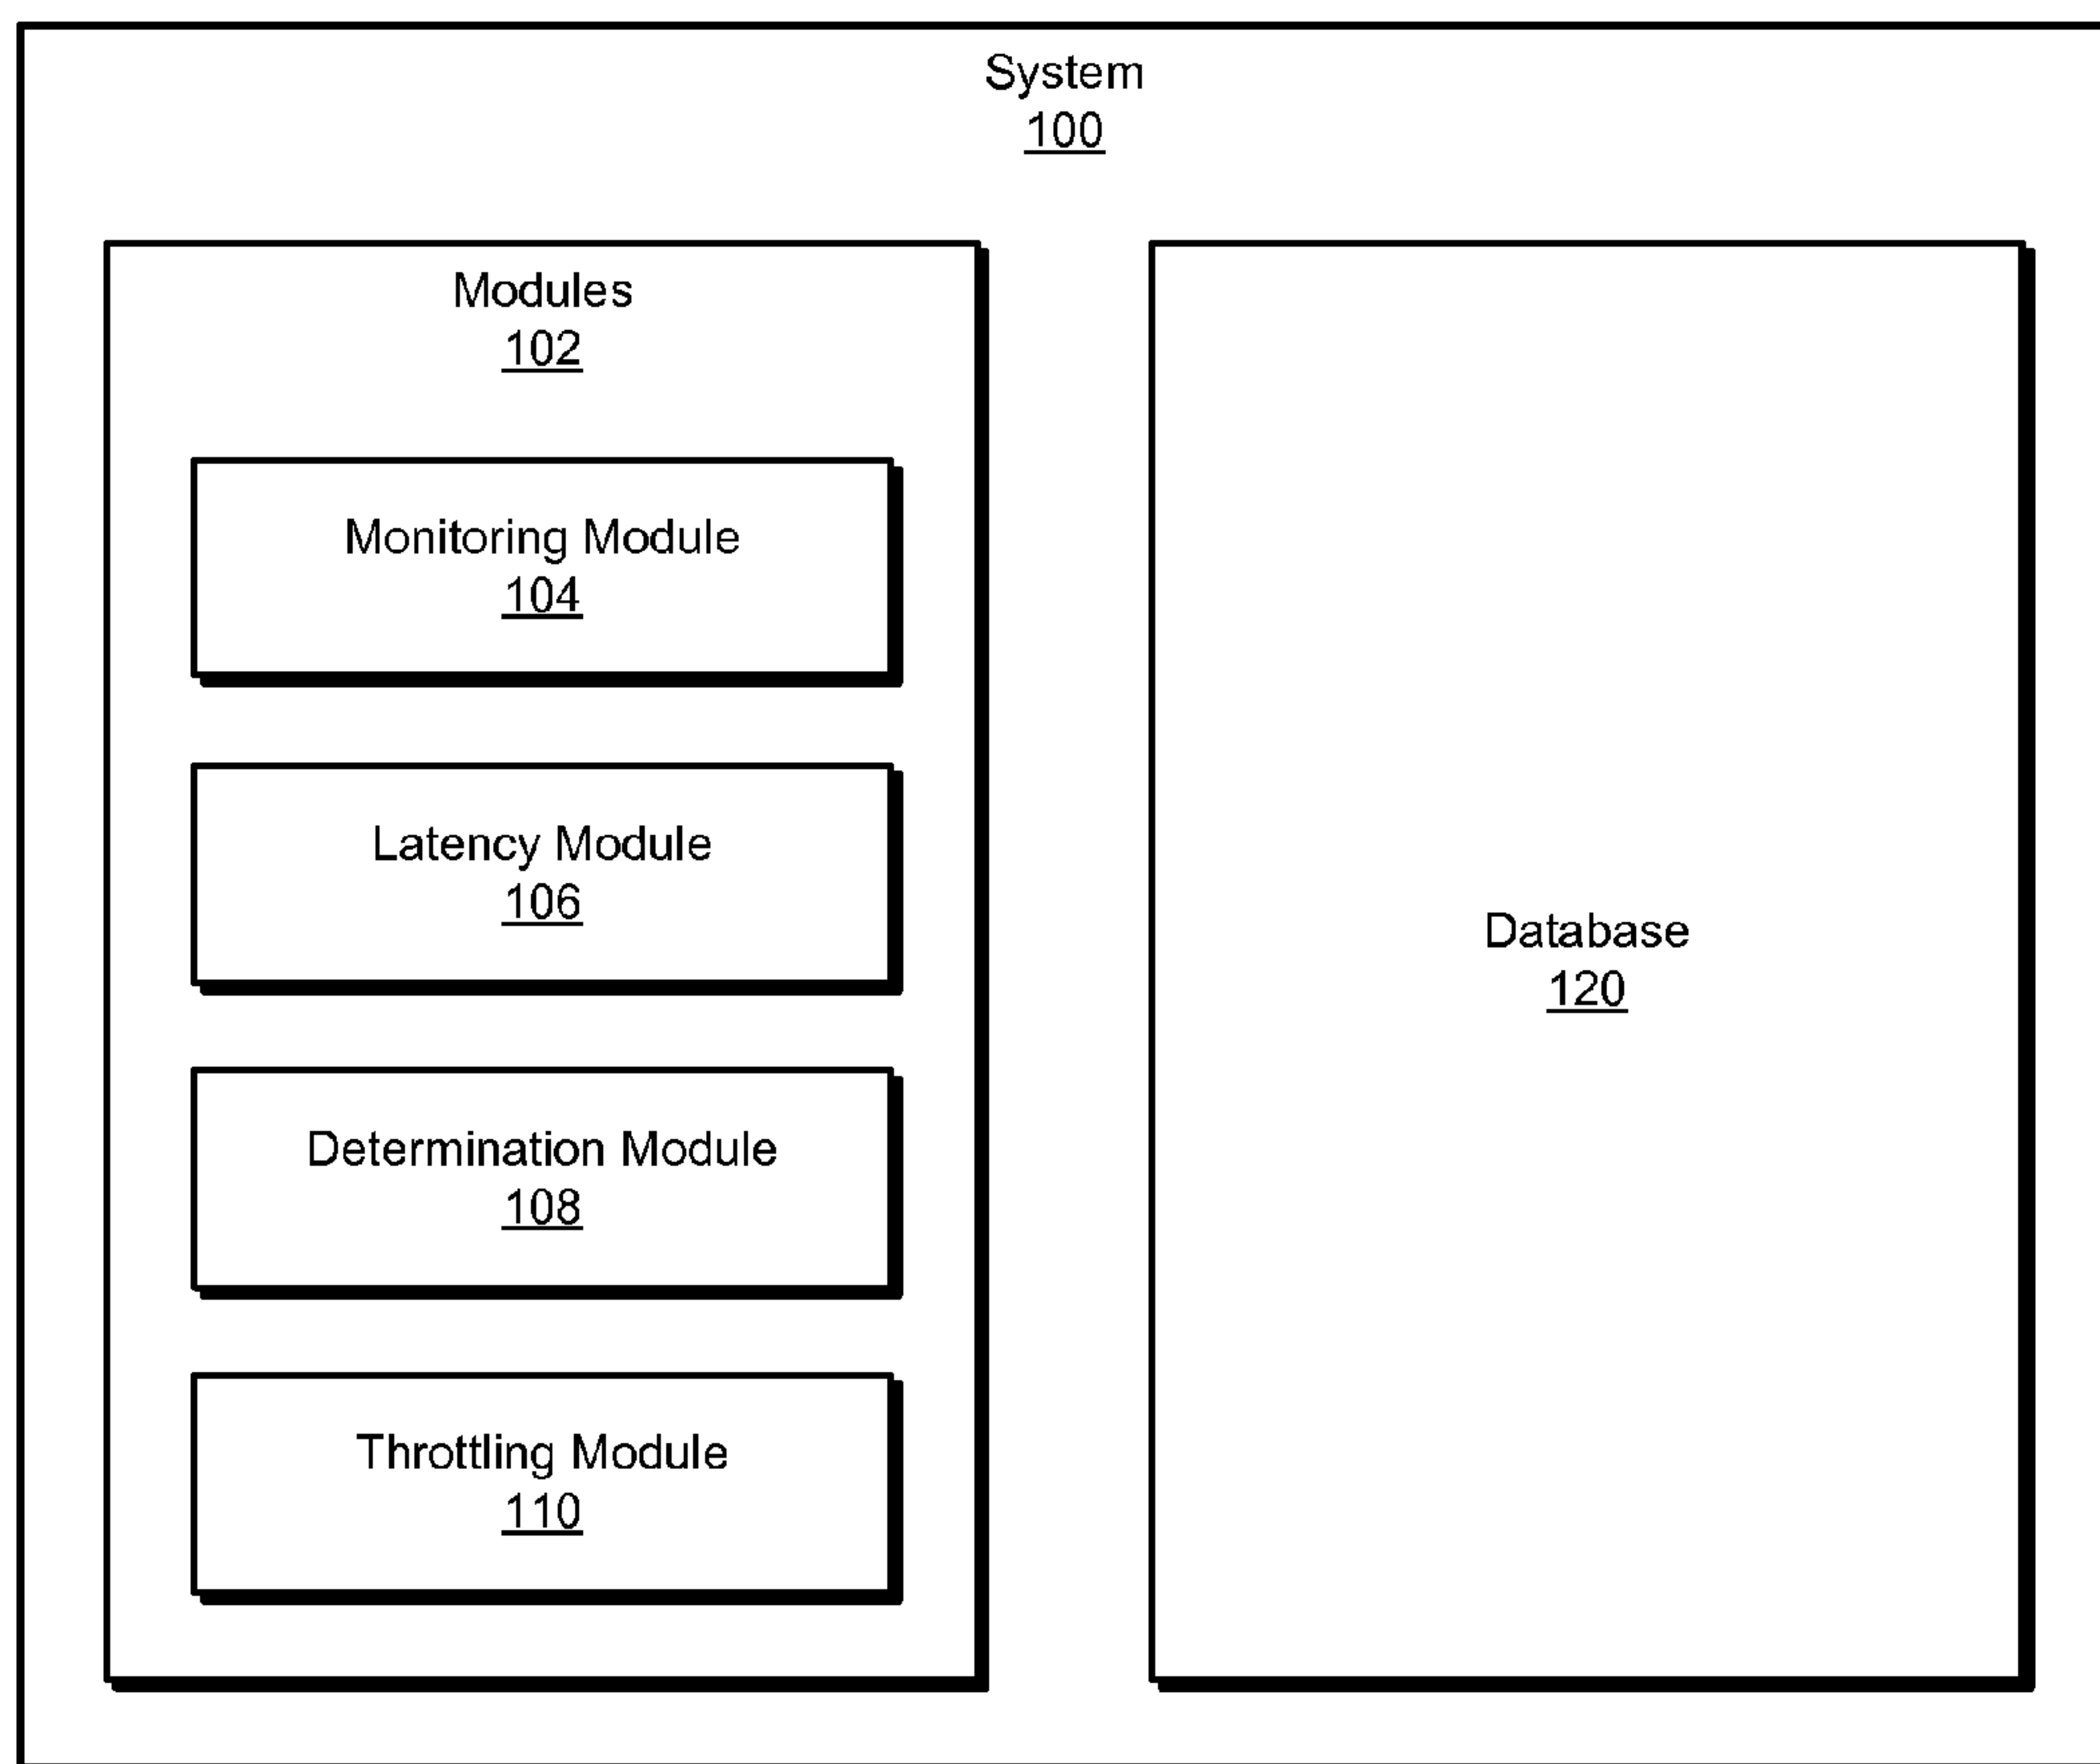 System
100
Modules
102
Monitoring Module
104
Latency Module
106
Determination Module
108
Throttling Module
110
Database
120